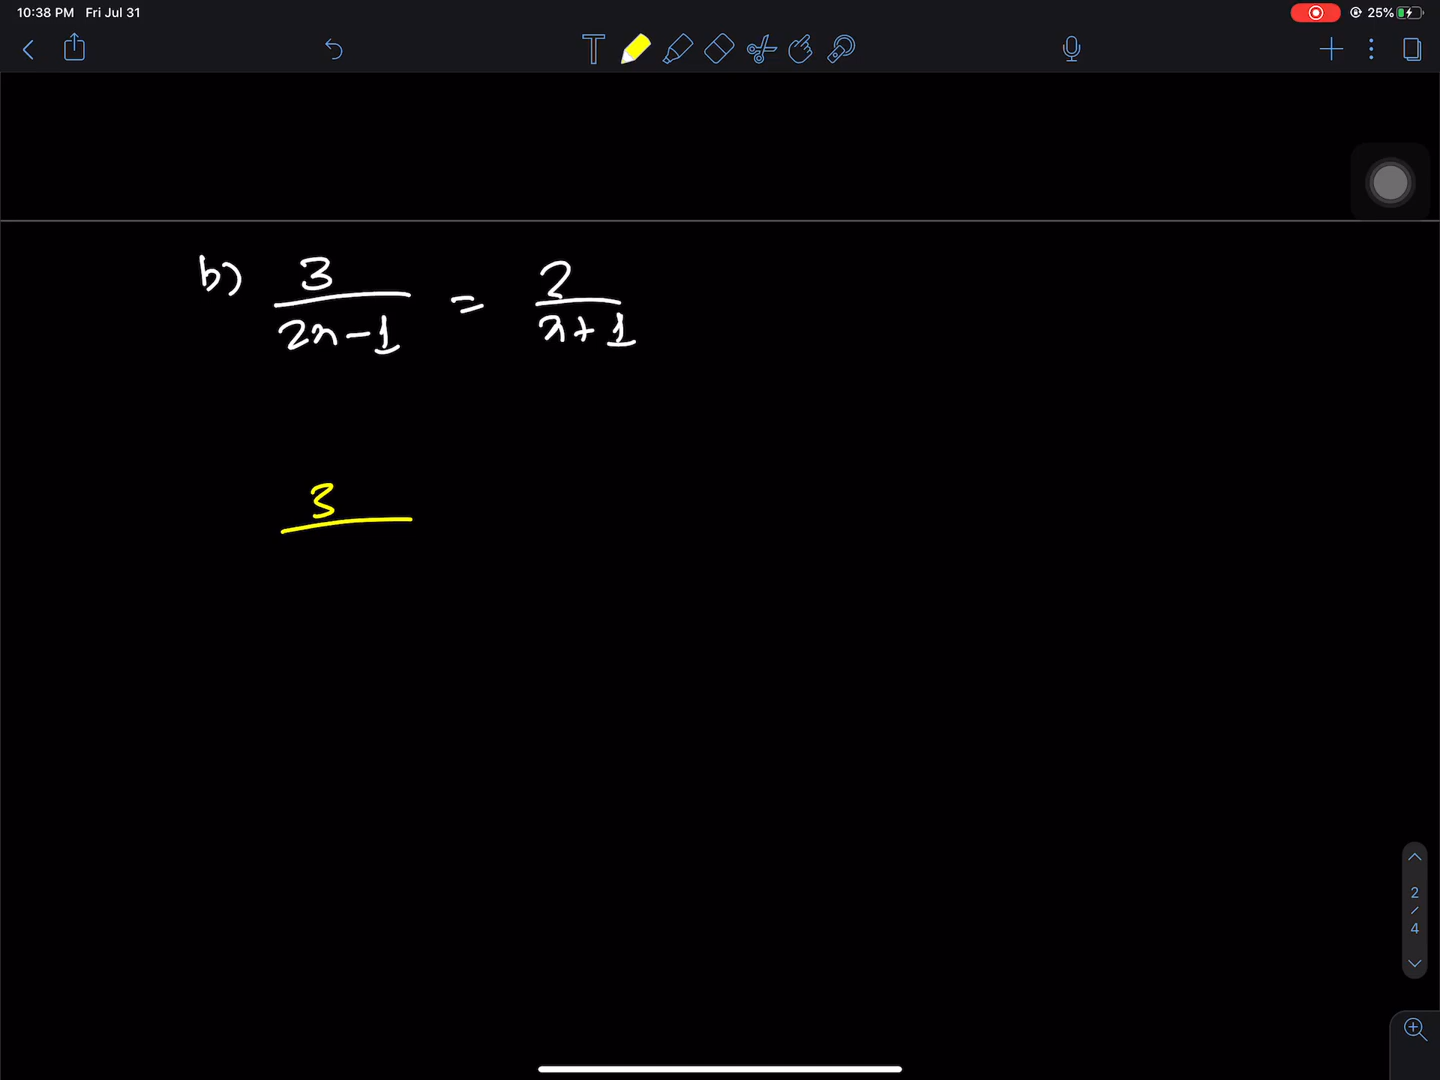 10:38 PM Fri Jul 31 25%
T
b) 3/(2x-1) = 2/(x+1)
3
2
/
4